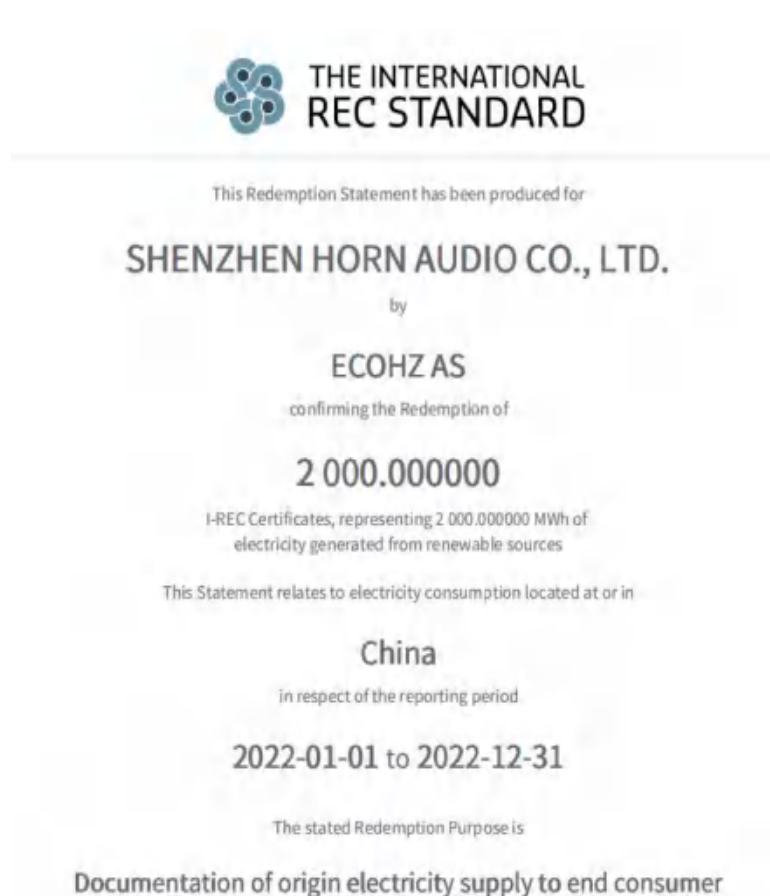 THE INTERNATIONAL
REC STANDARD
This Redemption Statement has been produced for
SHENZHEN HORN AUDIO CO., LTD.
by
ECOHZ AS
confirming the Redemption of
2 000.000000
I-REC Certificates, representing 2 000.000000 MWh of
electricity generated from renewable sources
This Statement relates to electricity consumption located at or in
China
in respect of the reporting period
2022-01-01 to 2022-12-31
The stated Redemption Purpose is
Documentation of origin electricity supply to end consumer